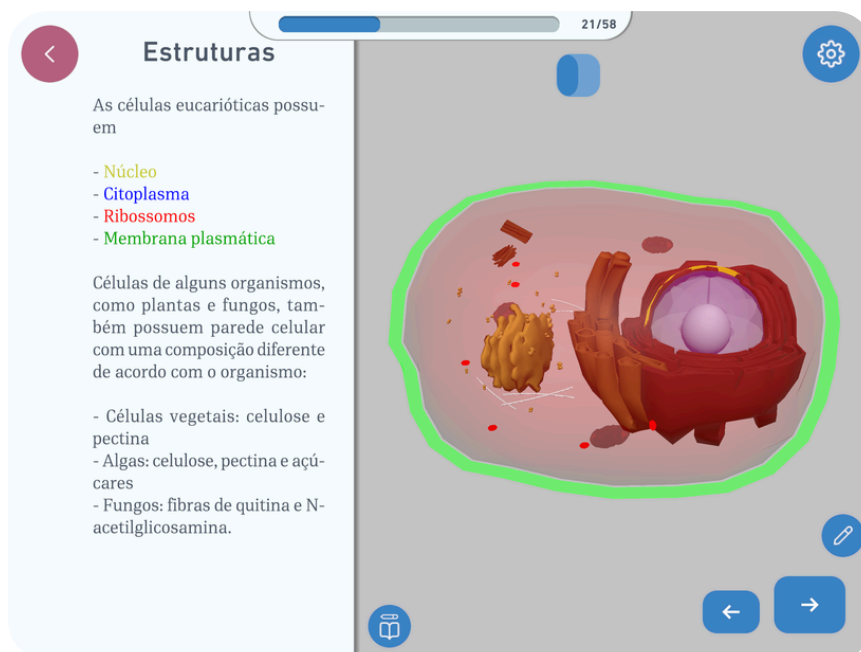 21/58
Estruturas
As células eucarióticas possu-
em
- Núcleo
- Citoplasma
- Ribossomos
- Membrana plasmática
Células de alguns organismos,
como plantas e fungos, tam-
bém possuem parede celular
com uma composição diferente
de acordo com o organismo:
- Células vegetais: celulose e
pectina
- Algas: celulose, pectina e açú-
cares
- Fungos: fibras de quitina e N-
acetilglicosamina.